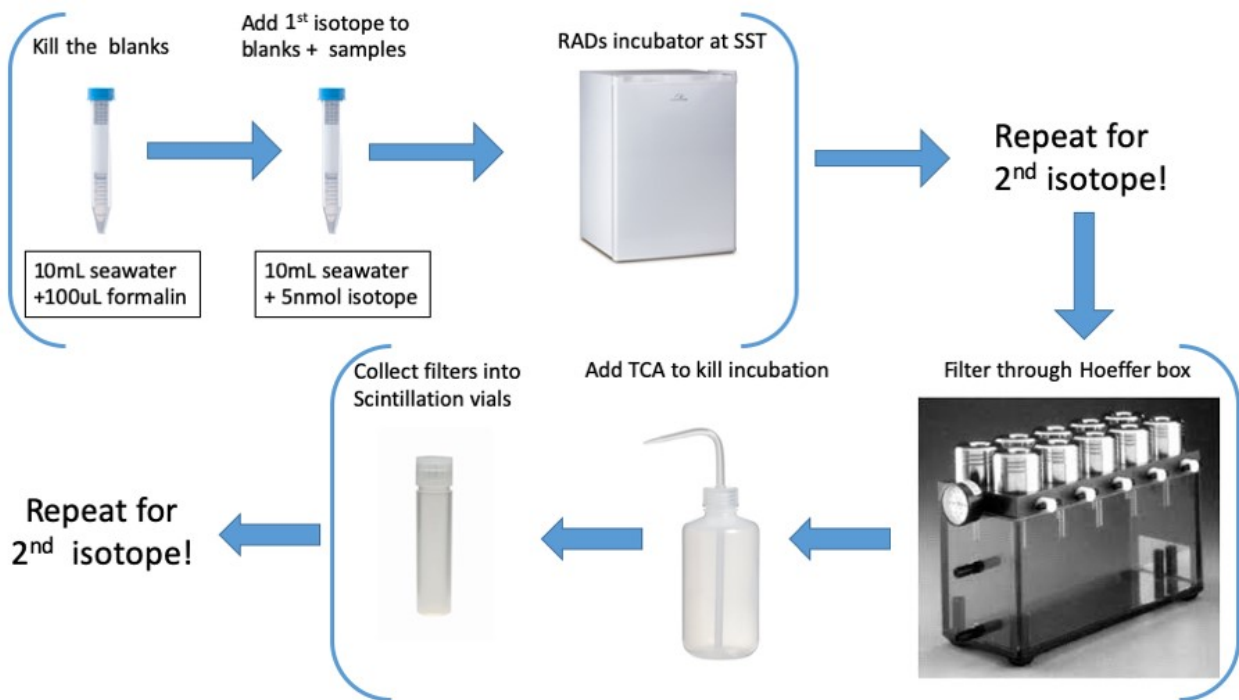 Kill the blanks
Add 1st isotope to
blanks + samples
RADs incubator at SST
10mL seawater
+100uL formalin
10mL seawater
+ 5nmol isotope
Repeat for
2nd isotope!
Filter through Hoeffer box
Add TCA to kill incubation
Collect filters into
Scintillation vials
Repeat for
2nd isotope!